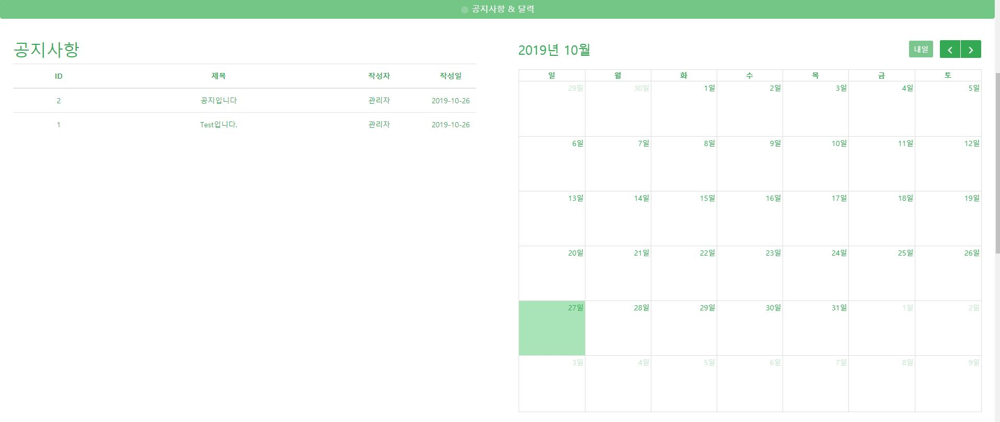 공지사항 & 달력
공지사항
ID 제목 작성자 작성일
2 공지입니다 관리자 2019-10-26
1 Test입니다. 관리자 2019-10-26
2019년 10월
내일
일 월 화 수 목 금 토
29일 30일 1일 2일 3일 4일 5일
6일 7일 8일 9일 10일 11일 12일
13일 14일 15일 16일 17일 18일 19일
20일 21일 22일 23일 24일 25일 26일
27일 28일 29일 30일 31일 1일 2일
3일 4일 5일 6일 7일 8일 9일